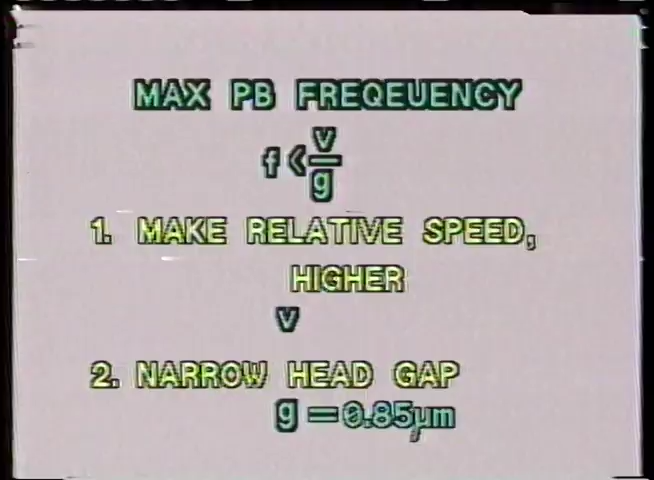 MAX PB FREQEUENCY
f < v/g
1. MAKE RELATIVE SPEED,
HIGHER
v
2. NARROW HEAD GAP
g = 0.85µm